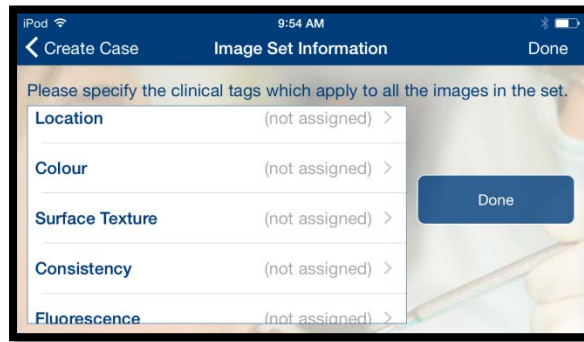 iPod 9:54 AM
Create Case Image Set Information Done
Please specify the clinical tags which apply to all the images in the set.
Location (not assigned)
Colour (not assigned)
Surface Texture (not assigned)
Done
Consistency (not assigned)
Fluorescence (not assigned)